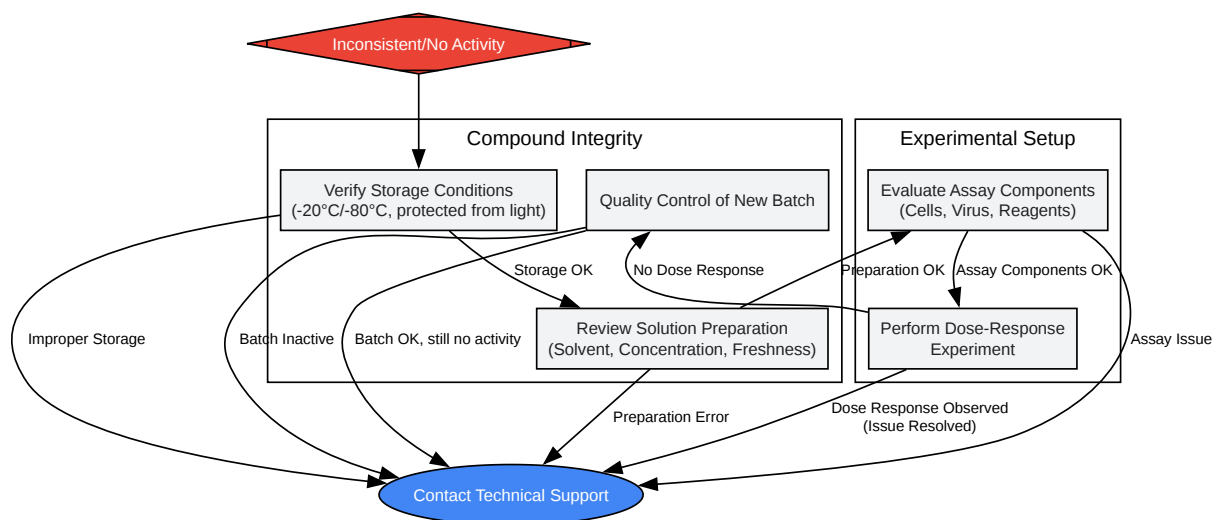 Inconsistent/No Activity
Compound Integrity
Experimental Setup
Verify Storage Conditions
(-20°C/-80°C, protected from light)
Quality Control of New Batch
Evaluate Assay Components
(Cells, Virus, Reagents)
Storage OK
No Dose Response
Preparation OK
Assay Components OK
Improper Storage
Batch Inactive
Batch OK, still no activity
Review Solution Preparation
(Solvent, Concentration, Freshness)
Perform Dose-Response
Experiment
Assay Issue
Preparation Error
Dose Response Observed
(Issue Resolved)
Contact Technical Support